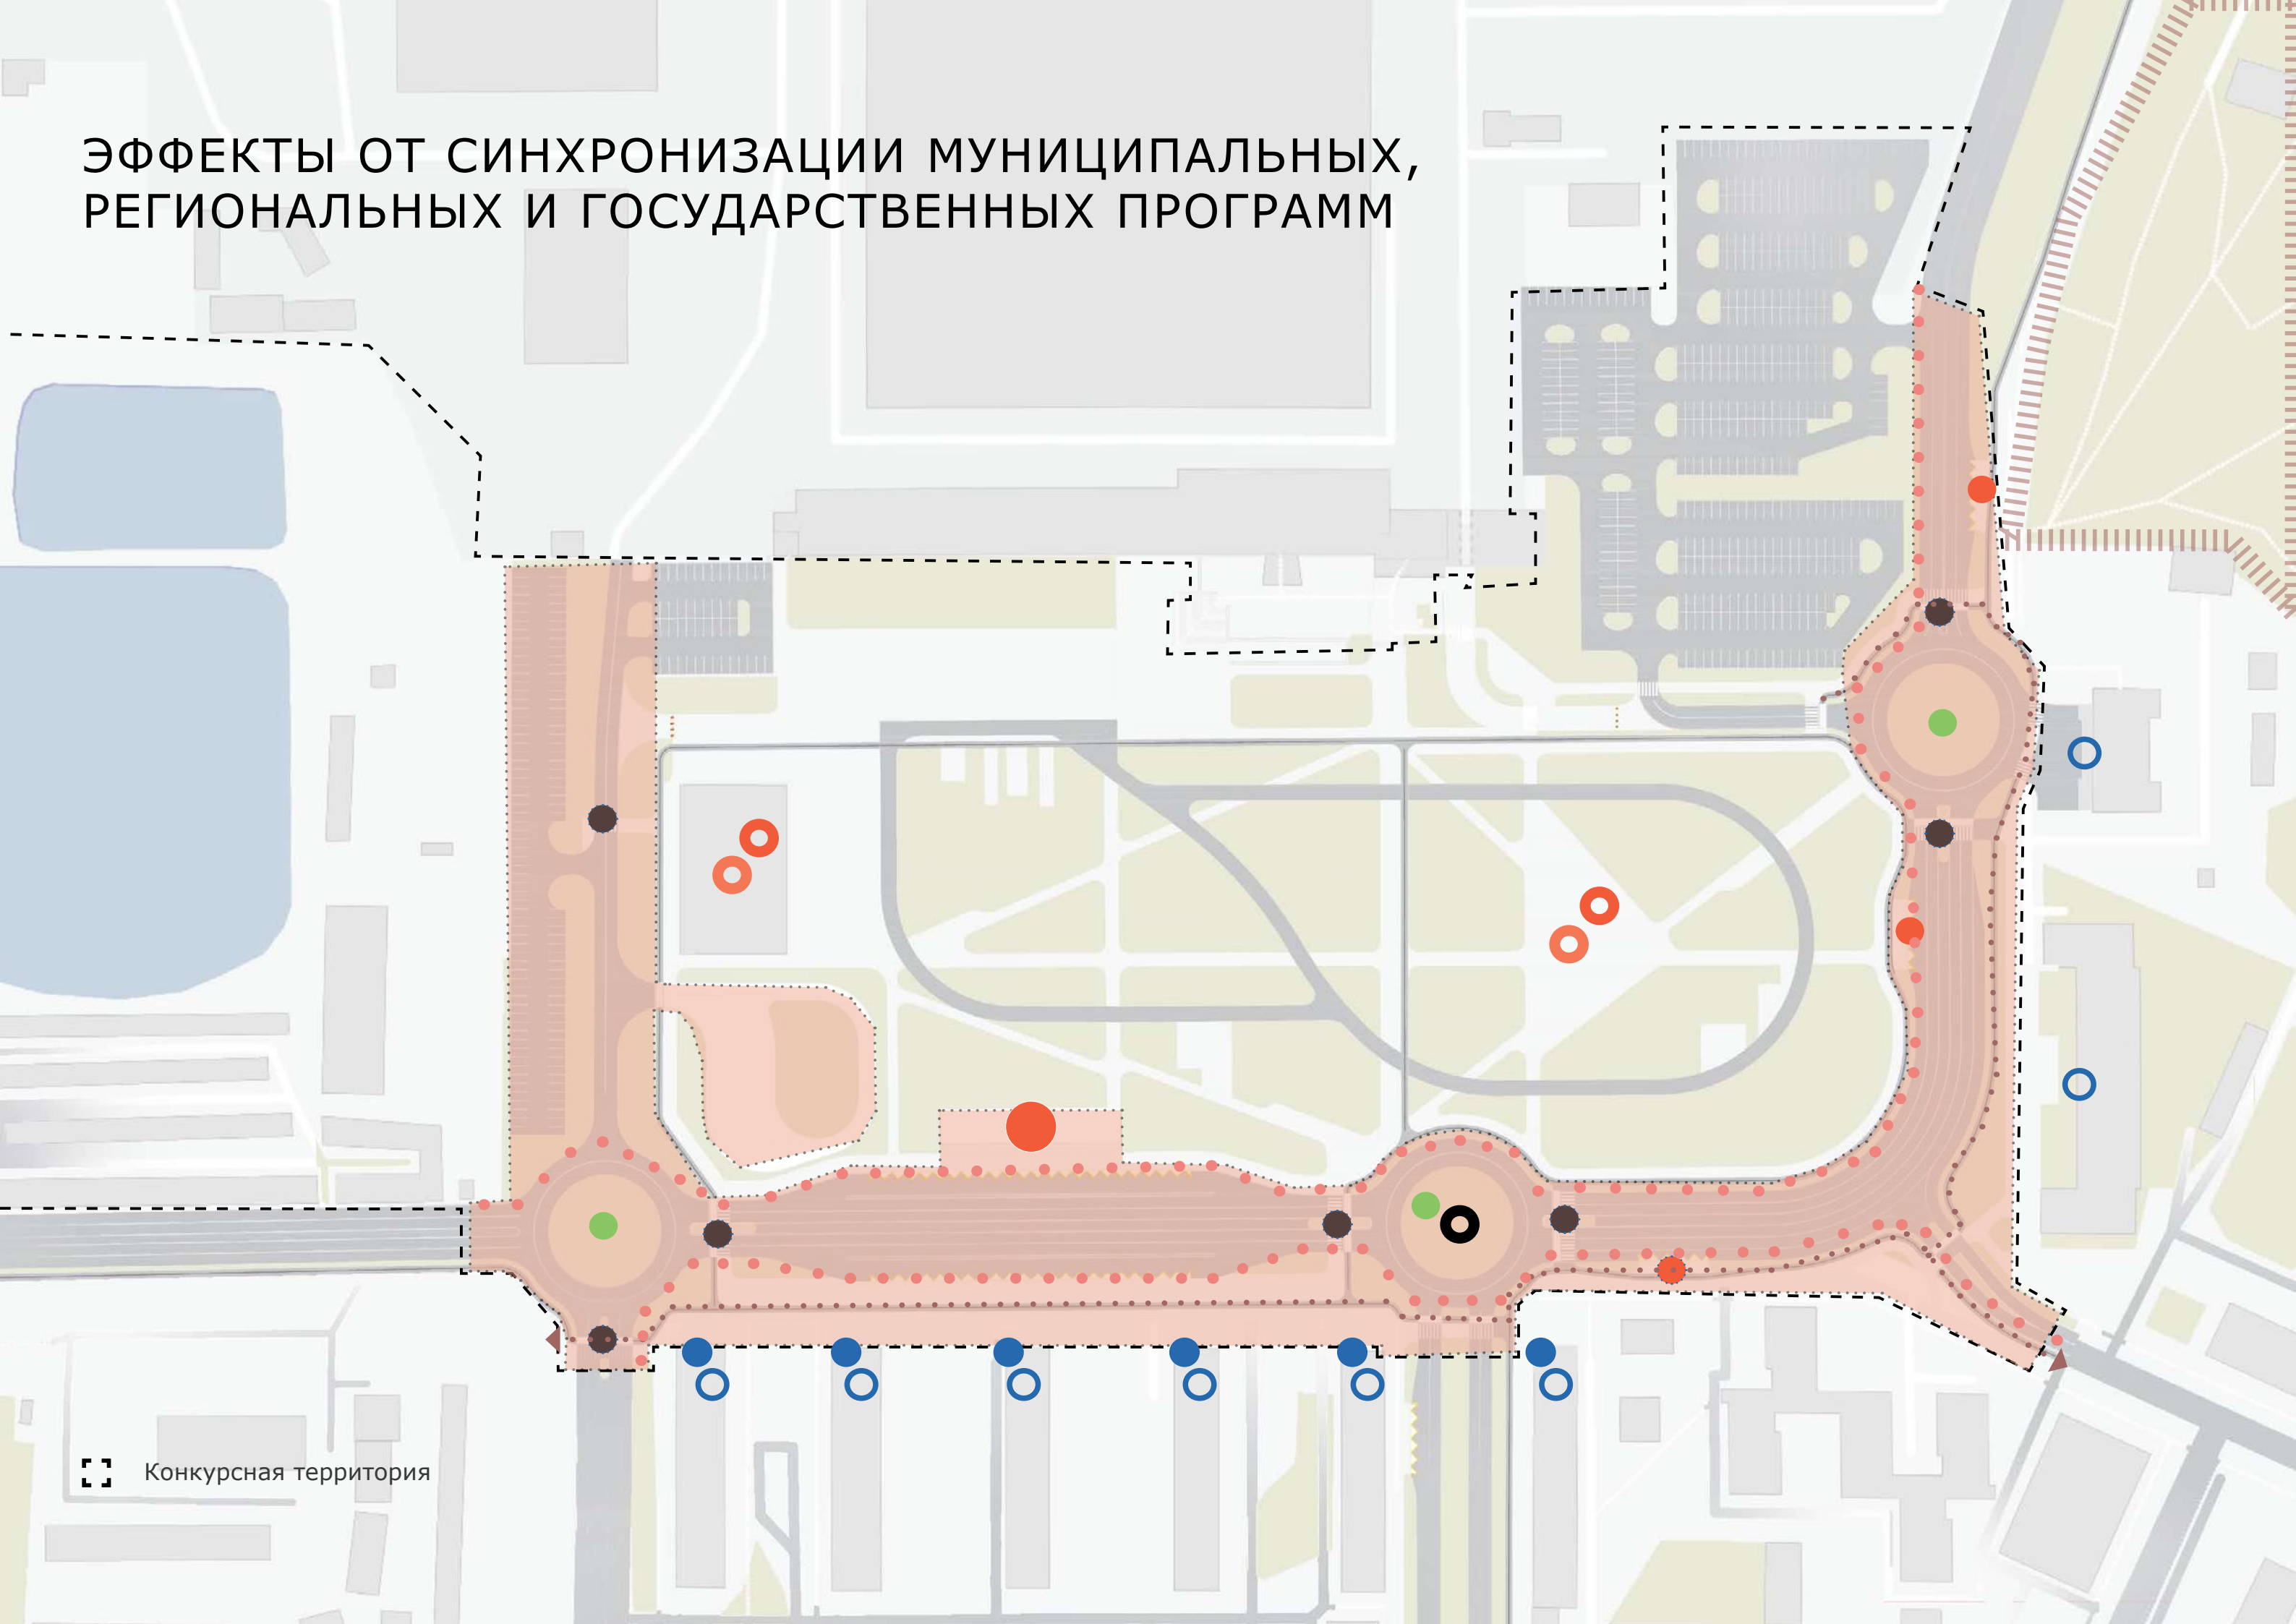 ЭФФЕКТЫ ОТ СИНХРОНИЗАЦИИ МУНИЦИПАЛЬНЫХ,
РЕГИОНАЛЬНЫХ И ГОСУДАРСТВЕННЫХ ПРОГРАММ
Конкурсная территория